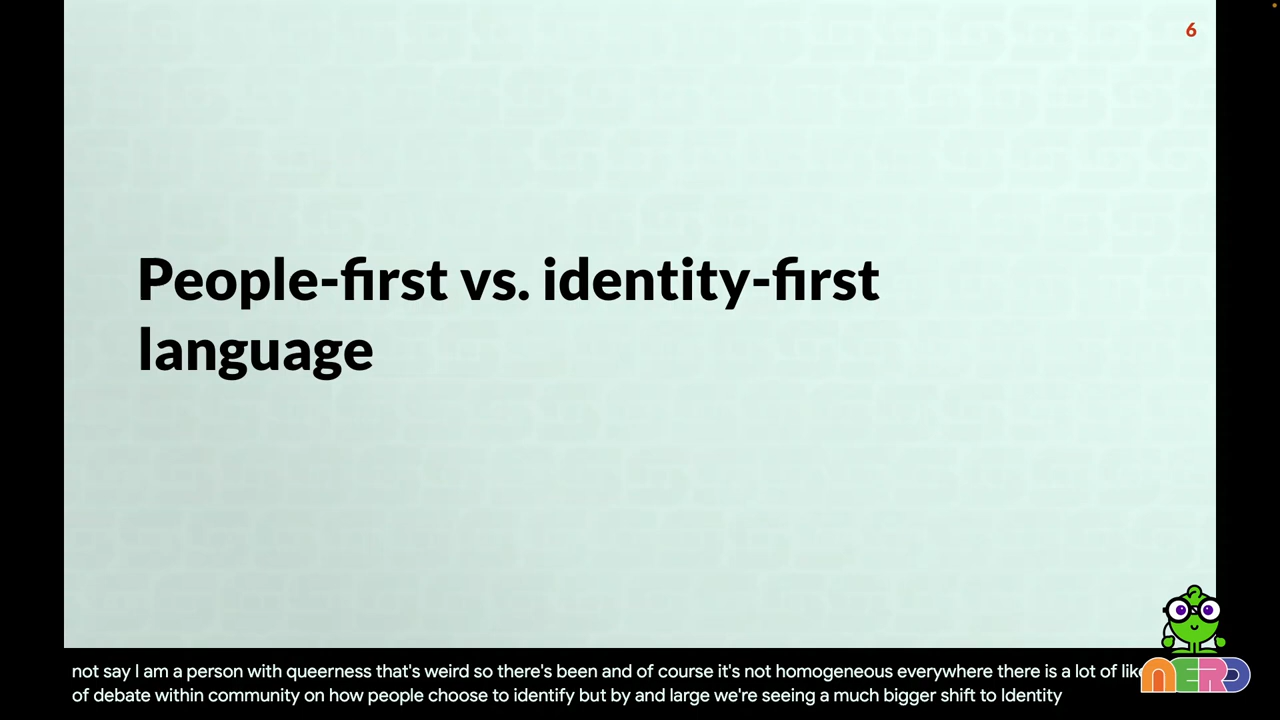 6
People-first vs. identity-first
language
not say I am a person with queerness that's weird so there's been and of course it's not homogeneous everywhere there is a lot of like
of debate within community on how people choose to identify but by and large we're seeing a much bigger shift to Identity
NERD